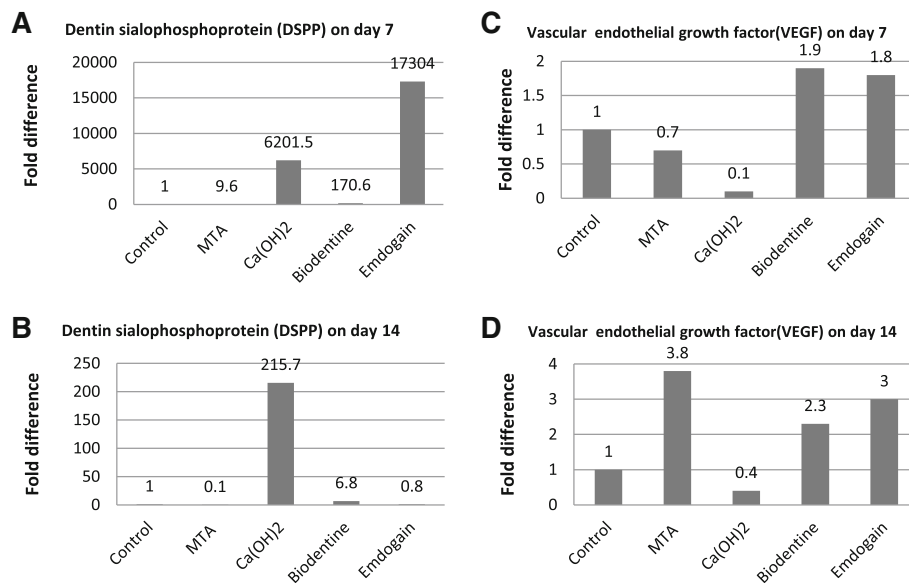 A
Dentin sialophosphoprotein (DSPP) on day 7
Fold difference
20000
15000
10000
5000
0
1
9.6
6201.5
170.6
17304
Control
MTA
Ca(OH)2
Biodentine
Emdogain
C
Vascular endothelial growth factor(VEGF) on day 7
Fold difference
2
1.5
1
0.5
0
1
0.7
0.1
1.9
1.8
Control
MTA
Ca(OH)2
Biodentine
Emdogain
B
Dentin sialophosphoprotein (DSPP) on day 14
Fold difference
250
200
150
100
50
0
1
0.1
215.7
6.8
0.8
Control
MTA
Ca(OH)2
Biodentine
Emdogain
D
Vascular endothelial growth factor(VEGF) on day 14
Fold difference
4
3
2
1
0
1
3.8
0.4
2.3
3
Control
MTA
Ca(OH)2
Biodentine
Emdogain